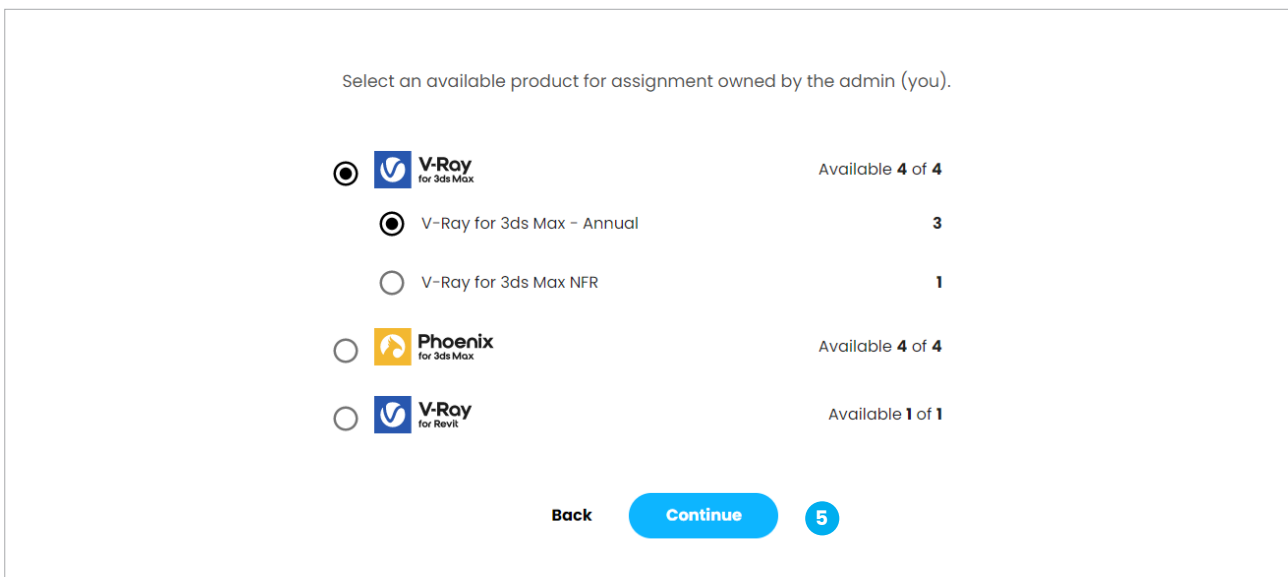 Select an available product for assignment owned by the admin (you).
V-Ray
for 3ds Max
Available 4 of 4
V-Ray for 3ds Max - Annual
3
V-Ray for 3ds Max NFR
1
Phoenix
for 3ds Max
Available 4 of 4
V-Ray
for Revit
Available 1 of 1
Back
Continue
5